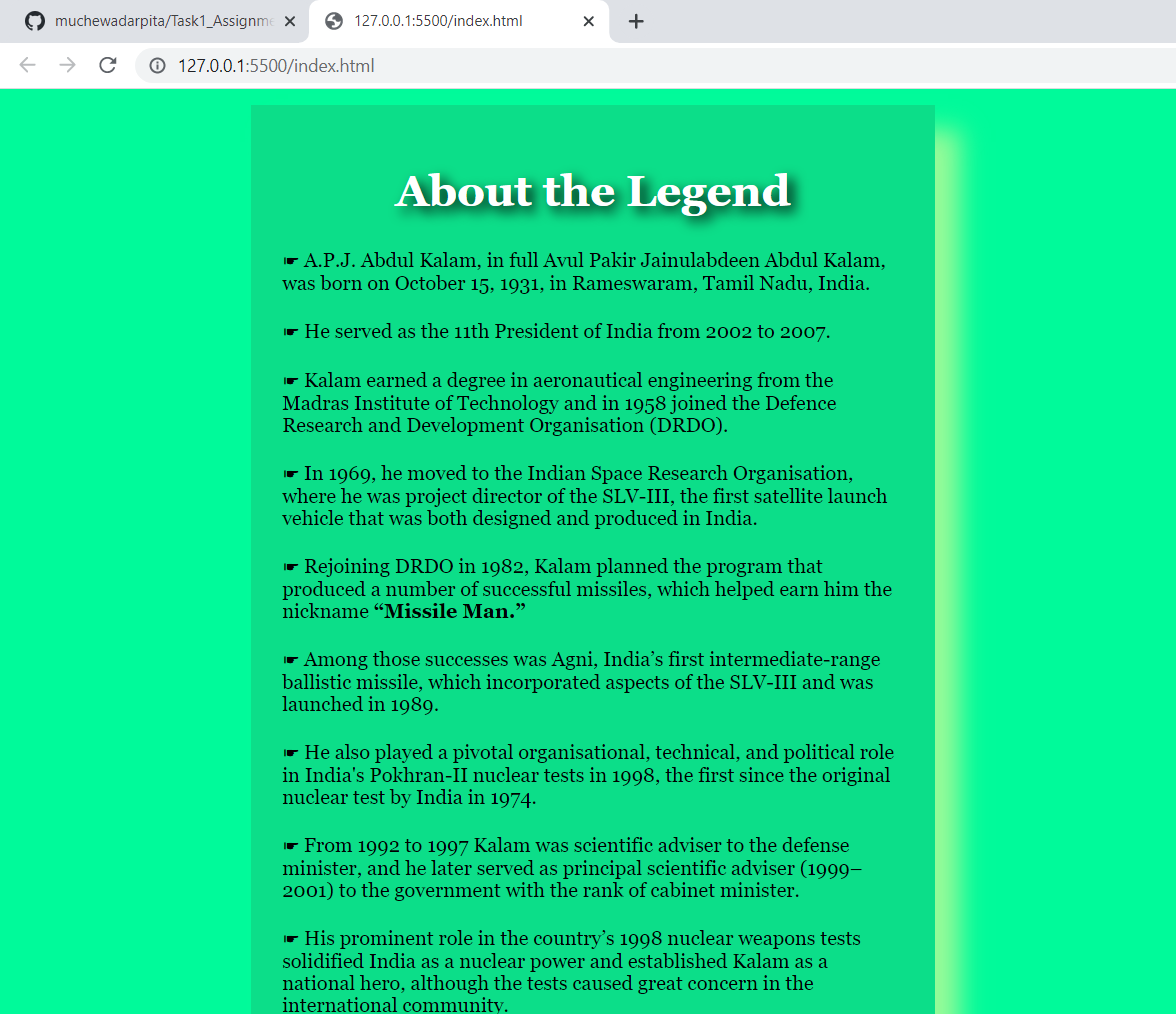 muchewadarpita/Task1_Assignme
127.0.0.1:5500/index.html
127.0.0.1:5500/index.html
About the Legend
☛ A.P.J. Abdul Kalam, in full Avul Pakir Jainulabdeen Abdul Kalam,
was born on October 15, 1931, in Rameswaram, Tamil Nadu, India.
☛ He served as the 11th President of India from 2002 to 2007.
☛ Kalam earned a degree in aeronautical engineering from the
Madras Institute of Technology and in 1958 joined the Defence
Research and Development Organisation (DRDO).
☛ In 1969, he moved to the Indian Space Research Organisation,
where he was project director of the SLV-III, the first satellite launch
vehicle that was both designed and produced in India.
☛ Rejoining DRDO in 1982, Kalam planned the program that
produced a number of successful missiles, which helped earn him the
nickname “Missile Man.”
☛ Among those successes was Agni, India’s first intermediate-range
ballistic missile, which incorporated aspects of the SLV-III and was
launched in 1989.
☛ He also played a pivotal organisational, technical, and political role
in India's Pokhran-II nuclear tests in 1998, the first since the original
nuclear test by India in 1974.
☛ From 1992 to 1997 Kalam was scientific adviser to the defense
minister, and he later served as principal scientific adviser (1999–
2001) to the government with the rank of cabinet minister.
☛ His prominent role in the country’s 1998 nuclear weapons tests
solidified India as a nuclear power and established Kalam as a
national hero, although the tests caused great concern in the
international community.